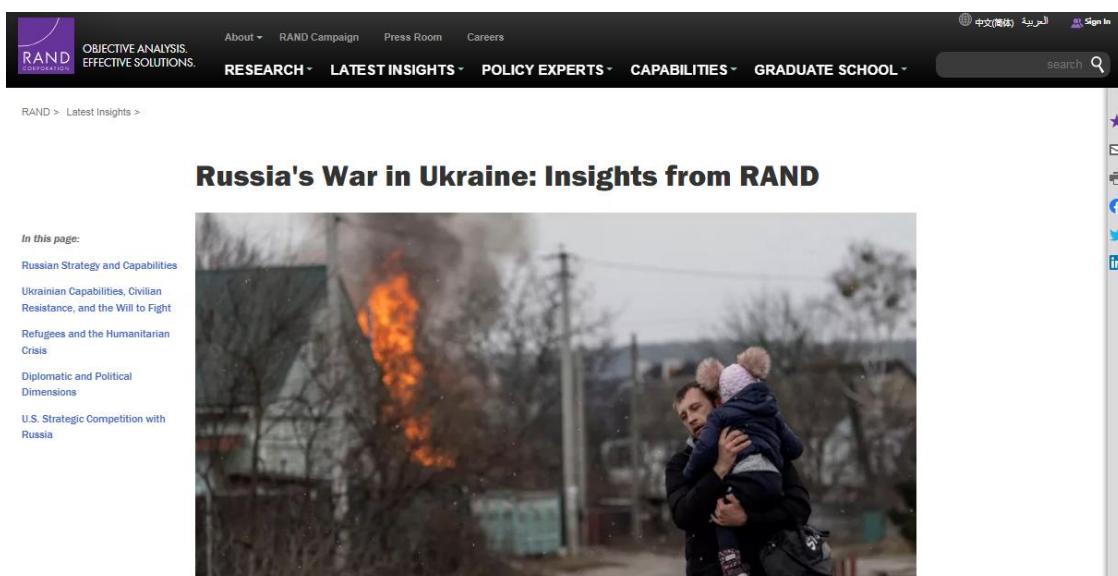 中文(简体) العربية Sign In
About RAND Campaign Press Room Careers
RAND
CORPORATION
OBJECTIVE ANALYSIS.
EFFECTIVE SOLUTIONS.
RESEARCH LATEST INSIGHTS POLICY EXPERTS CAPABILITIES GRADUATE SCHOOL
search
RAND > Latest Insights >
Russia's War in Ukraine: Insights from RAND
In this page:
Russian Strategy and Capabilities
Ukrainian Capabilities, Civilian
Resistance, and the Will to Fight
Refugees and the Humanitarian
Crisis
Diplomatic and Political
Dimensions
U.S. Strategic Competition with
Russia